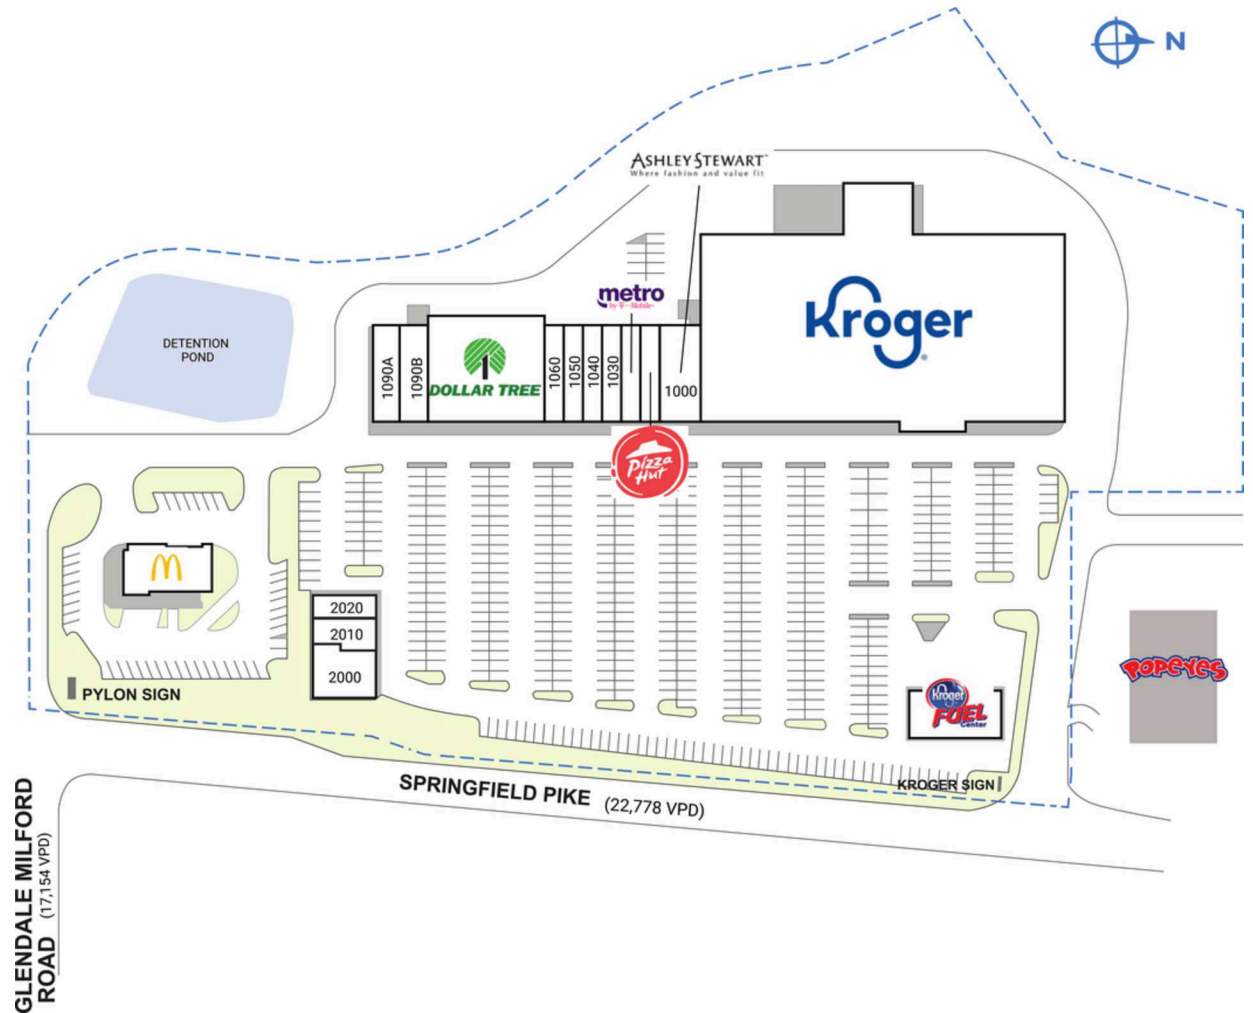 N
ASHLEY STEWART
Where fashion and value fit
metro
by T-Mobile
Kroger
DETENTION
POND
1090A
1090B
DOLLAR TREE
1060
1050
1040
1030
1000
Pizza
Hut
2020
2010
2000
PYLON SIGN
POPEYES
Kroger
FUEL
Center
KROGER SIGN
SPRINGFIELD PIKE (22,778 VPD)
GLENDALE MILFORD
ROAD (17,154 VPD)